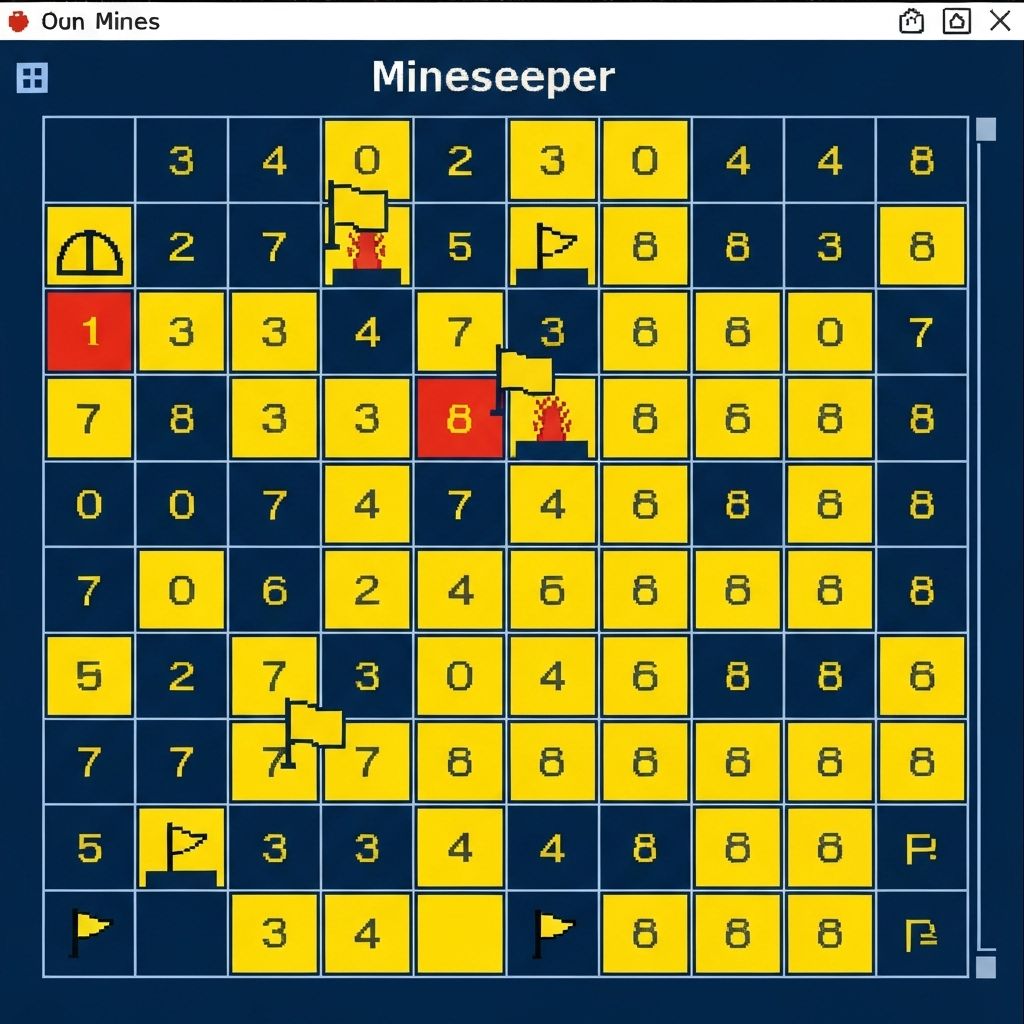 Oun Mines
Mineseeper
3 4 0 2 3 0 4 4 8
2 7 5 8 8 3 8
1 3 3 4 7 3 8 8 0 7
7 8 3 3 8 8 6 8 8
0 0 7 4 7 4 6 8 8 8
7 0 6 2 4 6 8 8 8 8
5 2 7 3 0 4 6 8 8 6
7 7 7 7 8 8 8 8 8 8
5 3 3 4 4 8 8 8
3 4 8 8 8